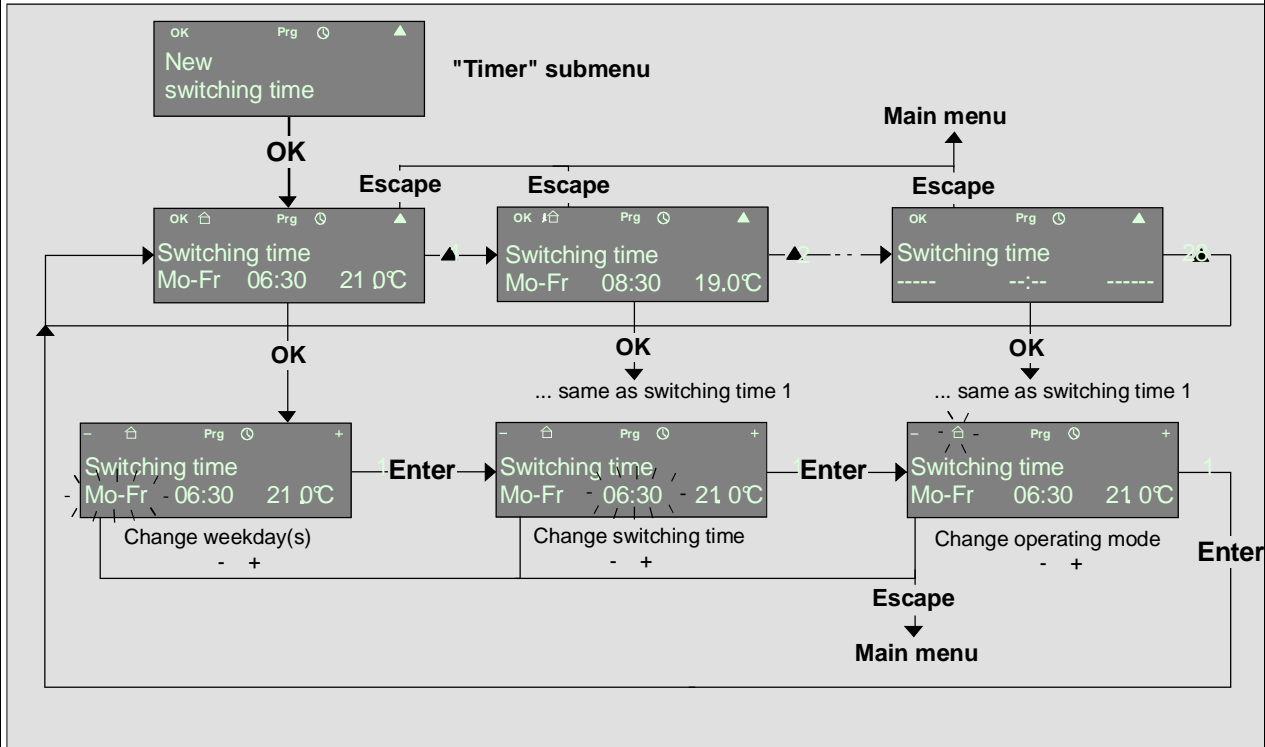 OK Prg
New
switching time
"Timer" submenu
OK
Main menu
Escape Escape Escape
OK Prg
Switching time 1
Mo-Fr 06:30 21.0°C
OK Prg
Switching time 2
Mo-Fr 08:30 19.0°C
OK Prg
Switching time 28
----- --:-- ------
OK
OK
OK
... same as switching time 1
... same as switching time 1
- Prg +
Switching time 1
Mo-Fr 06:30 21.0°C
Enter
- Prg +
Switching time 1
Mo-Fr 06:30 21.0°C
Enter
- Prg +
Switching time 1
Mo-Fr 06:30 21.0°C
Enter
Change weekday(s)
- +
Change switching time
- +
Change operating mode
- +
Escape
Main menu